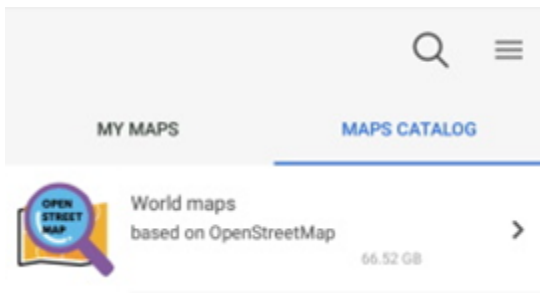 MY MAPS MAPS CATALOG
OPEN
STREET
MAP
World maps
based on OpenStreetMap
66.52 GB